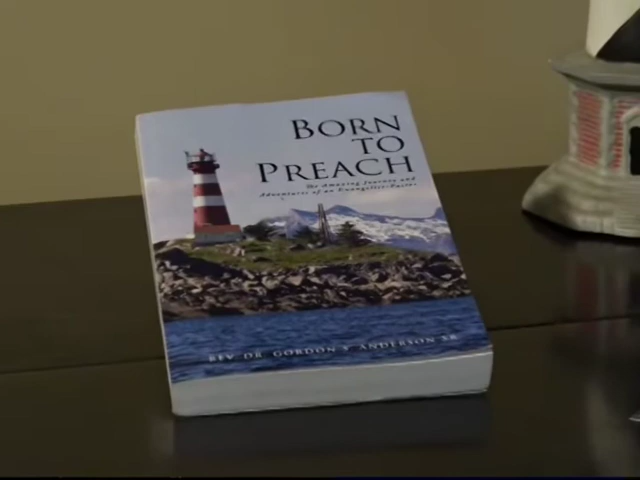 BORN
TO
PREACH
The Amazing Journey and
Adventures of an Evangelist-Pastor
REV DR GORDON S ANDERSON SR